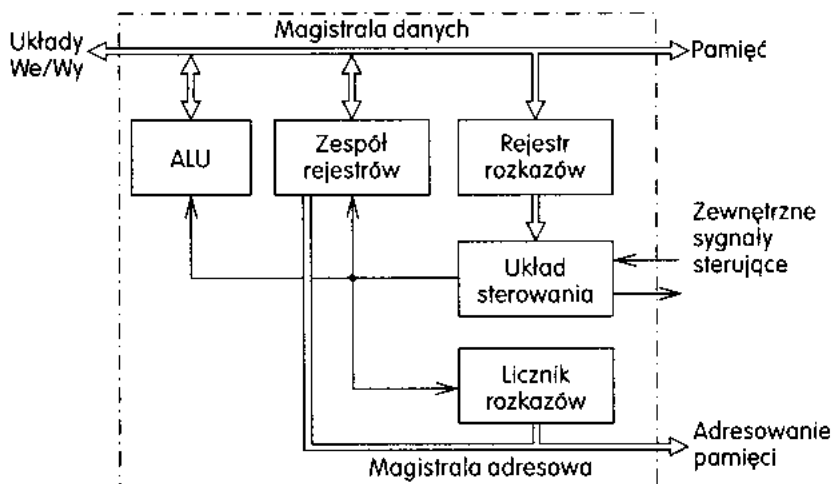 Magistrala danych
Układy
We/Wy
Pamięć
ALU
Zespół
rejestrów
Rejestr
rozkazów
Zewnętrzne
sygnały
sterujące
Układ
sterowania
Licznik
rozkazów
Adresowanie
pamięci
Magistrala adresowa